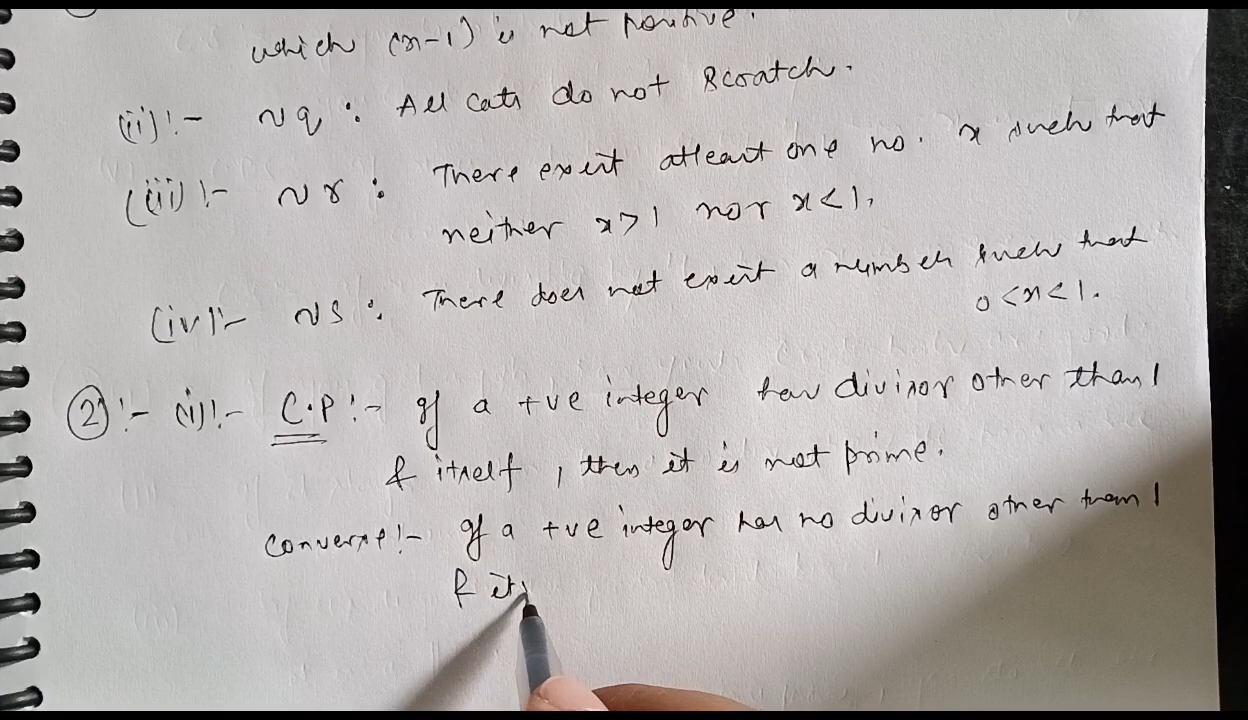 which (x-1) is not positive.
(ii)!- ~q : All cats do not scratch.
(iii)!- ~r : There exist atleast one no. x such that
neither x>1 nor x<1.
(iv)!- ~s : There does not exist a number such that
0<x<1.
(2)!- (i)!- C.P!- If a +ve integer has divisor other than 1
& itself, then it is not prime.
Converse!- If a +ve integer has no divisor other than 1
& its